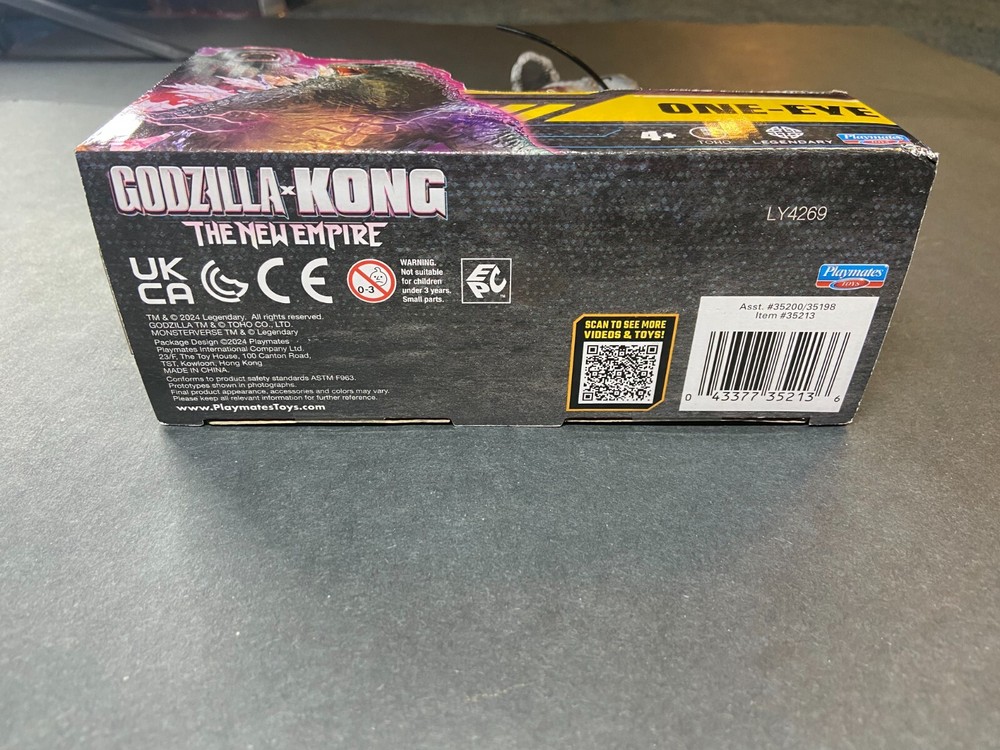 ONE-EYE
4+
TOHO
LEGENDARY
Playmates
TOYS
GODZILLA x KONG
THE NEW EMPIRE
LY4269
UK
CA
CE
0-3
WARNING.
Not suitable
for children
under 3 years.
Small parts.
EPC
TM & © 2024 Legendary. All rights reserved.
GODZILLA TM & © TOHO CO., LTD.
MONSTERVERSE TM & © Legendary
Package Design ©2024 Playmates
Playmates International Company Ltd.
23/F, The Toy House, 100 Canton Road,
TST, Kowloon, Hong Kong
MADE IN CHINA.
Conforms to product safety standards ASTM F963.
Prototypes shown in photographs.
Final product appearance, accessories and colors may vary.
Please keep all relevant information for further reference.
www.PlaymatesToys.com
SCAN TO SEE MORE
VIDEOS & TOYS!
Playmates
TOYS
Asst. #35200/35198
Item #35213
0 43377 35213 6